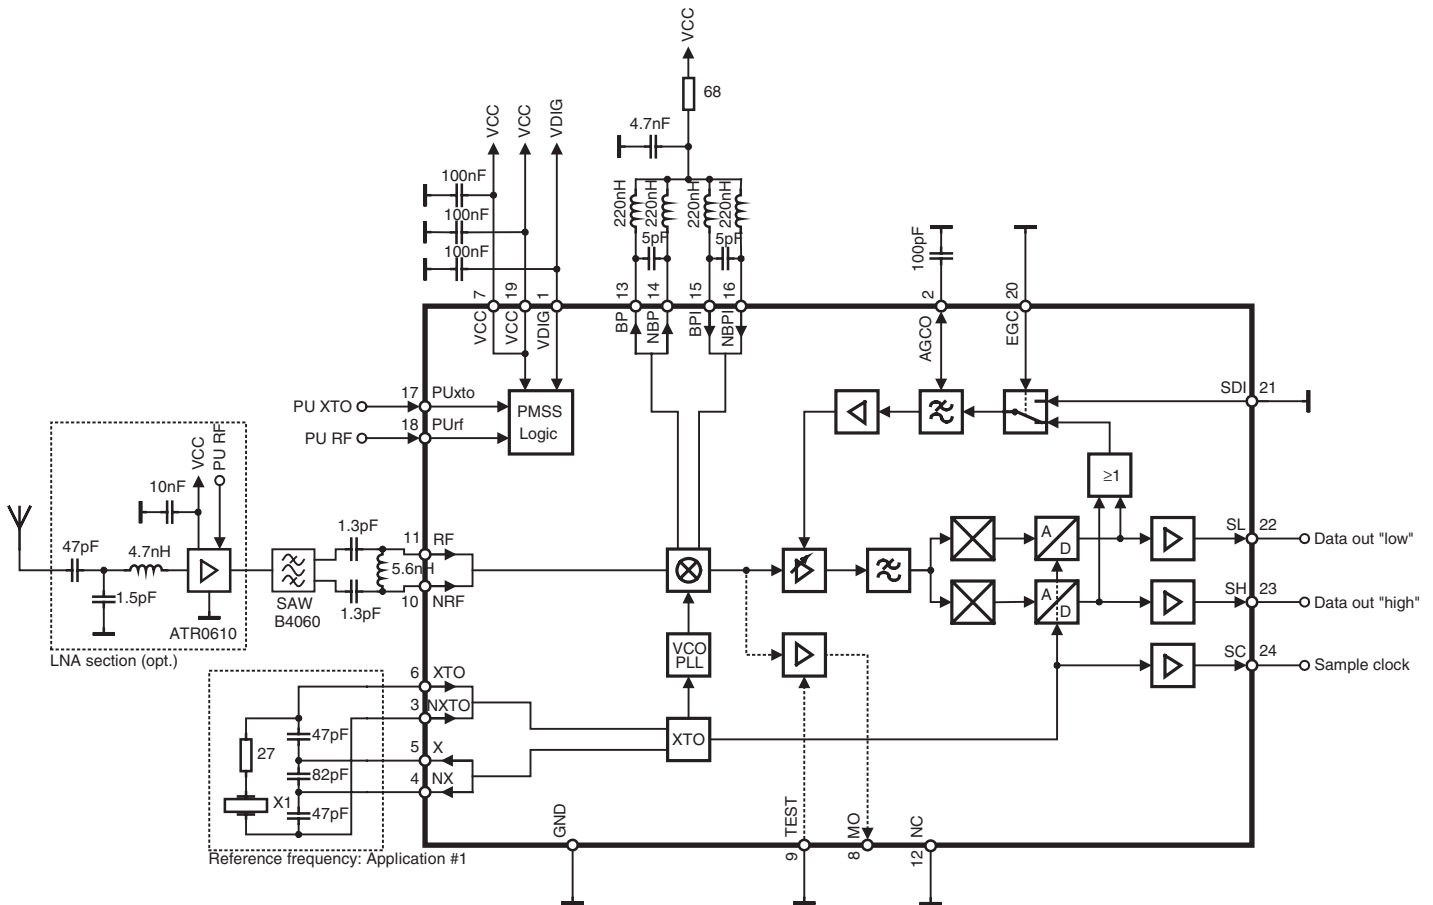 VCC
68
4.7nF
VCC
VCC
VDIG
100nF
100nF
100nF
220nH
220nH
220nH
220nH
5pF
5pF
100pF
7
19
1
13
14
15
16
2
20
VCC
VCC
VDIG
BP
NBP
BPI
NBPI
AGCO
EGC
SDI
21
PU XTO
17
PUxto
PU RF
18
PUrf
PMSS
Logic
VCC
PU RF
10nF
≥1
47pF
4.7nH
1.5pF
ATR0610
LNA section (opt.)
SAW
B4060
1.3pF
1.3pF
5.6nH
11
RF
10
NRF
A
D
A
D
SL
22
Data out "low"
SH
23
Data out "high"
SC
24
Sample clock
VCO
PLL
XTO
6
XTO
3
NXTO
5
X
4
NX
27
X1
47pF
82pF
47pF
Reference frequency: Application #1
GND
TEST
9
MO
8
NC
12